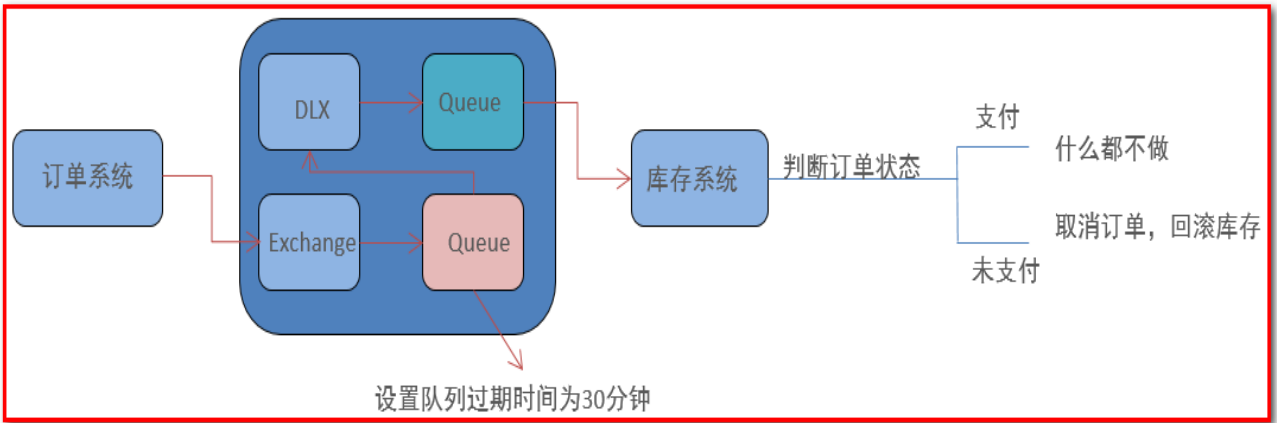 DLX
Queue
订单系统
Exchange
Queue
设置队列过期时间为30分钟
库存系统
判断订单状态
支付
什么都不做
取消订单，回滚库存
未支付